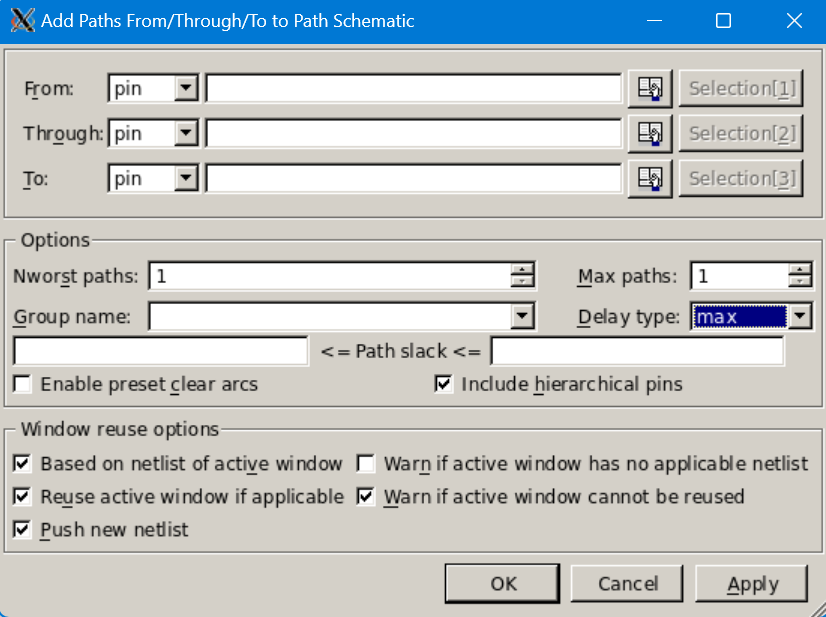 Add Paths From/Through/To to Path Schematic
From: pin Selection[1]
Through: pin Selection[2]
To: pin Selection[3]
Options
Nworst paths: 1 Max paths: 1
Group name: Delay type: max
<= Path slack <=
Enable preset clear arcs Include hierarchical pins
Window reuse options
Based on netlist of active window Warn if active window has no applicable netlist
Reuse active window if applicable Warn if active window cannot be reused
Push new netlist
OK Cancel Apply